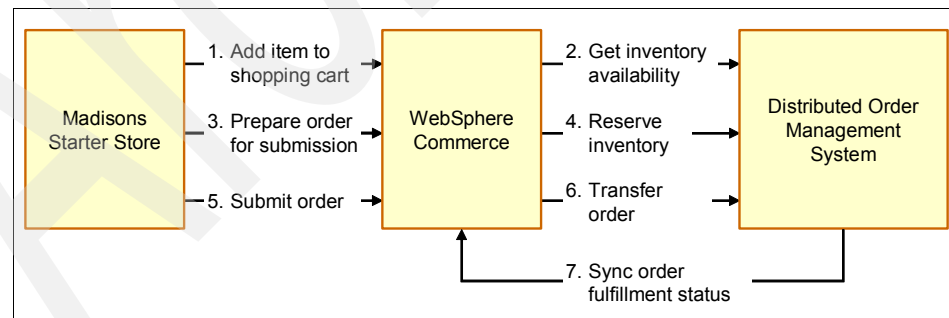 1. Add item to
shopping cart
2. Get inventory
availability
Madisons
Starter Store
3. Prepare order
for submission
WebSphere
Commerce
4. Reserve
inventory
Distributed Order
Management
System
5. Submit order
6. Transfer
order
7. Sync order
fulfillment status